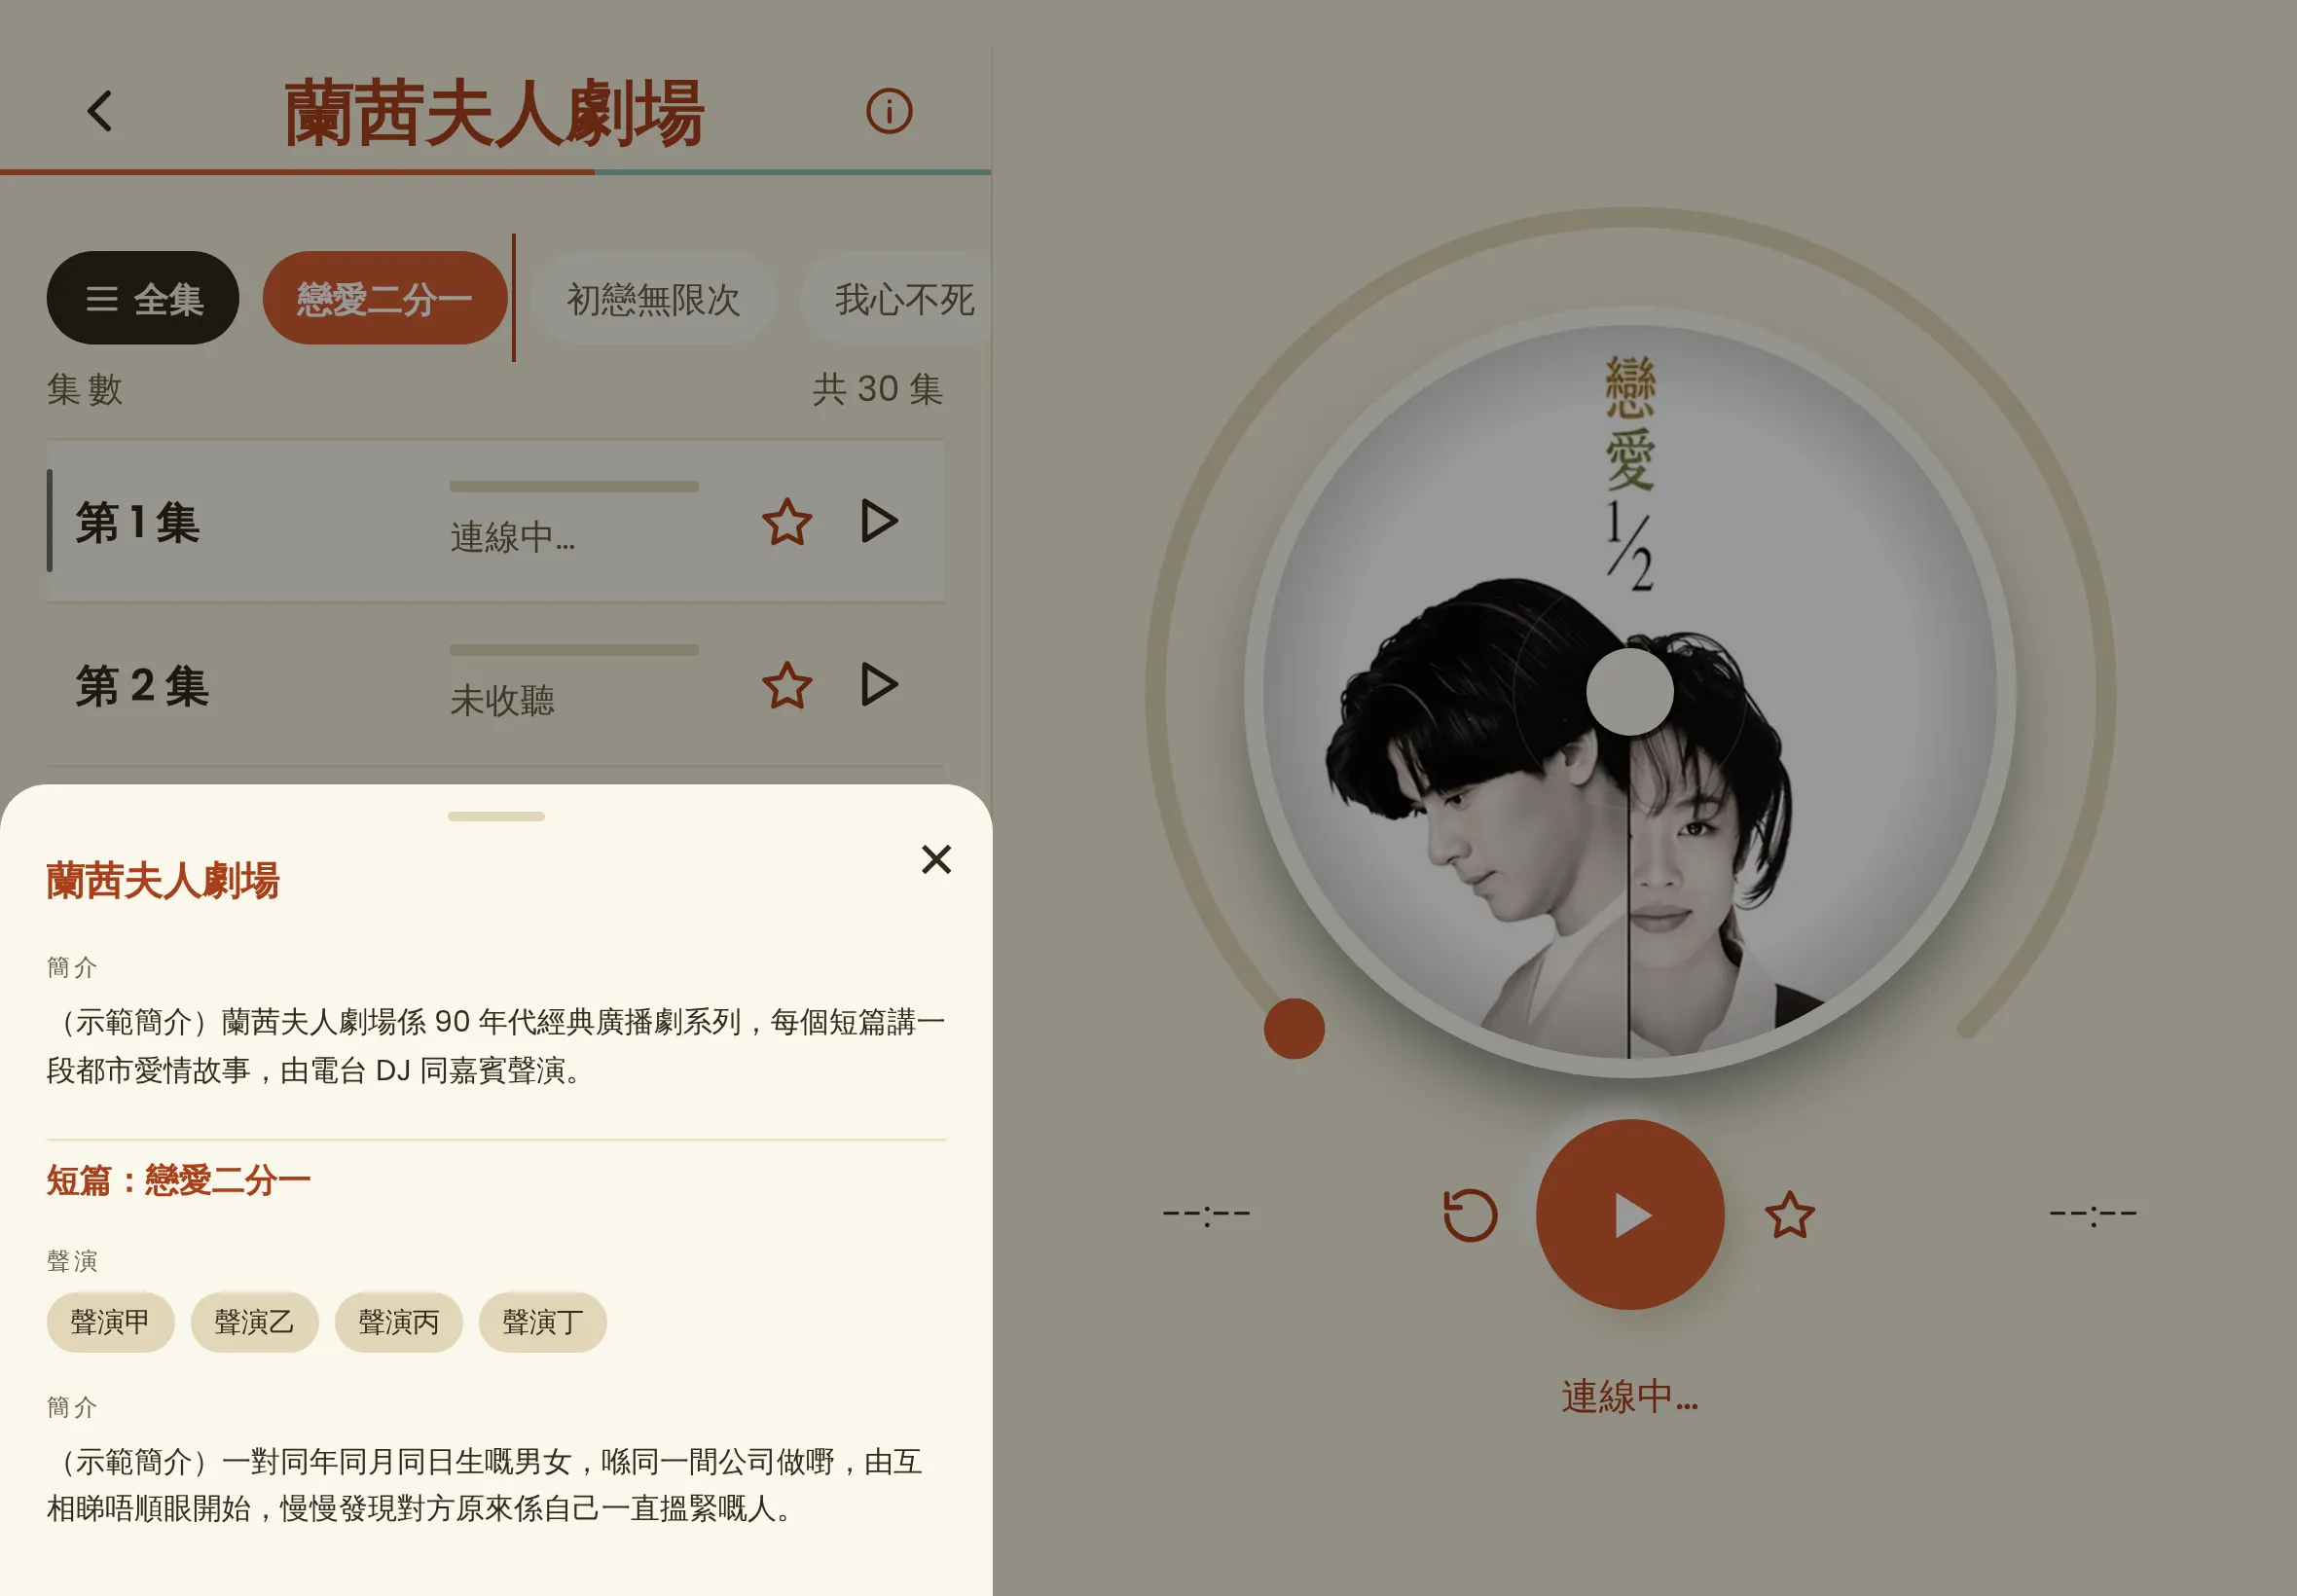 蘭茜夫人劇場
全集
戀愛二分一
初戀無限次
我心不死
集數
共 30 集
第 1 集
連線中...
第 2 集
未收聽
蘭茜夫人劇場
簡介
（示範簡介）蘭茜夫人劇場係 90 年代經典廣播劇系列，每個短篇講一
段都市愛情故事，由電台 DJ 同嘉賓聲演。
短篇：戀愛二分一
聲演
聲演甲
聲演乙
聲演丙
聲演丁
簡介
（示範簡介）一對同年同月同日生嘅男女，喺同一間公司做嘢，由互
相睇唔順眼開始，慢慢發現對方原來係自己一直搵緊嘅人。
戀愛1/2
--:--
--:--
連線中...